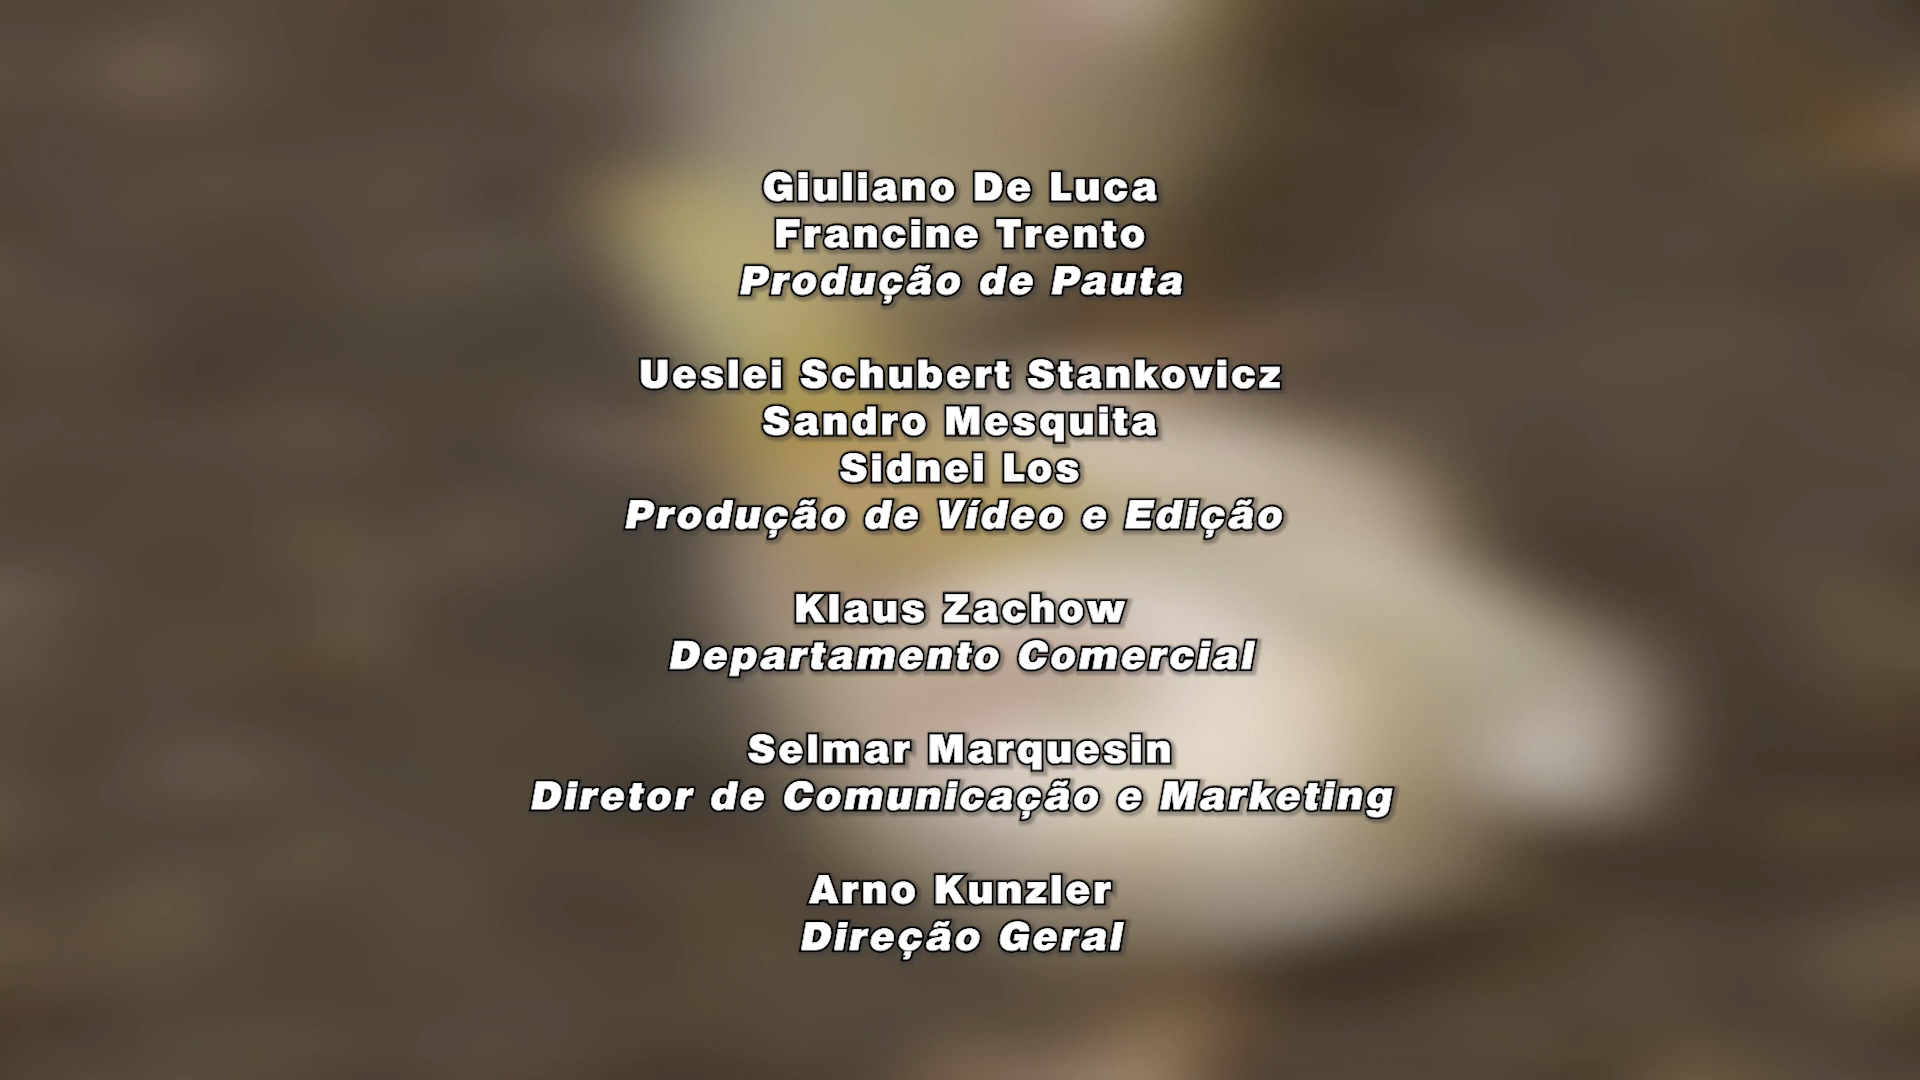 Giuliano De Luca
Francine Trento
Produção de Pauta
Ueslei Schubert Stankovicz
Sandro Mesquita
Sidnei Los
Produção de Vídeo e Edição
Klaus Zachow
Departamento Comercial
Selmar Marquesin
Diretor de Comunicação e Marketing
Arno Kunzler
Direção Geral